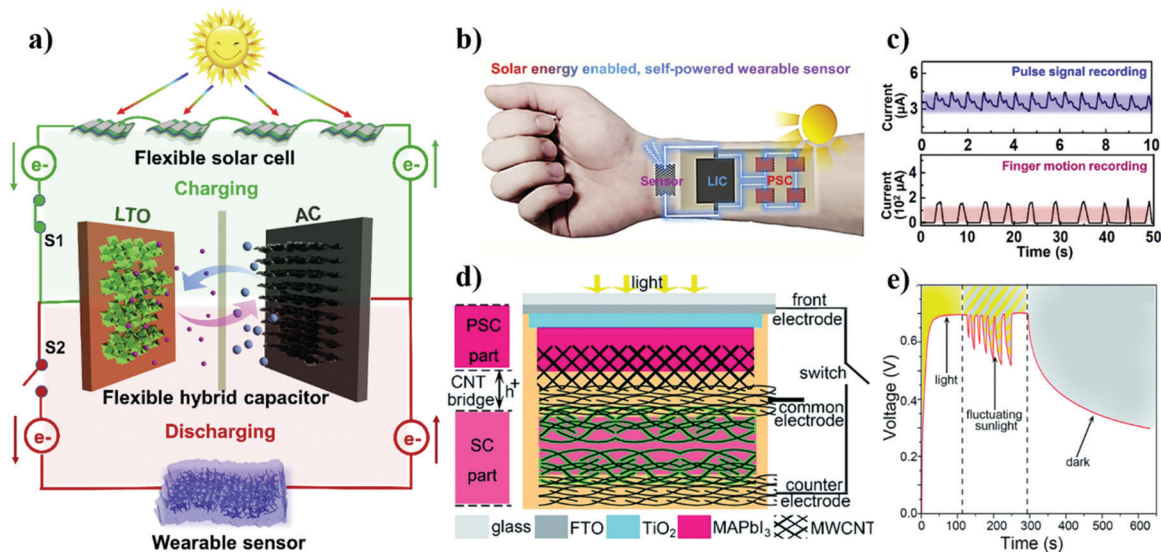 a)
Flexible solar cell
e-
e-
Charging
LTO
AC
S1
S2
Flexible hybrid capacitor
e-
e-
Discharging
Wearable sensor
b)
Solar energy enabled, self-powered wearable sensor
Sensor
LIC
PSC
c)
Pulse signal recording
Current
(µA)
6
3
0 2 4 6 8 10
Finger motion recording
Current
(10² µA)
4
2
0
0 10 20 30 40 50
Time (s)
d)
light
front
electrode
PSC
part
switch
CNT
bridge
h+
common
electrode
SC
part
counter
electrode
glass FTO TiO₂ MAPbI₃ MWCNT
e)
Voltage (V)
0.8
0.6
0.4
0.2
0.0
light
fluctuating
sunlight
dark
0 100 200 300 400 500 600
Time (s)